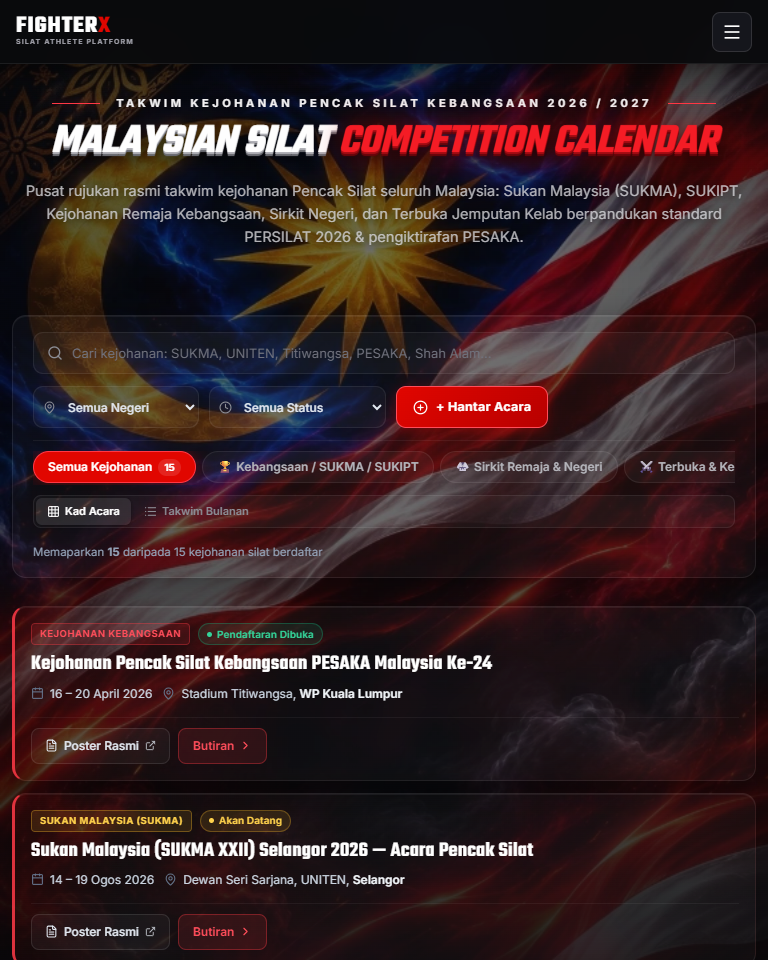 FIGHTERX
SILAT ATHLETE PLATFORM
TAKWIM KEJOHANAN PENCAK SILAT KEBANGSAAN 2026 / 2027
MALAYSIAN SILAT COMPETITION CALENDAR
Pusat rujukan rasmi takwim kejohanan Pencak Silat seluruh Malaysia: Sukan Malaysia (SUKMA), SUKIPT,
Kejohanan Remaja Kebangsaan, Sirkit Negeri, dan Terbuka Jemputan Kelab berpandukan standard
PERSILAT 2026 & pengiktirafan PESAKA.
Cari kejohanan: SUKMA, UNITEN, Titiwangsa, PESAKA, Shah Alam...
Semua Negeri
Semua Status
+ Hantar Acara
Semua Kejohanan 15
Kebangsaan / SUKMA / SUKIPT
Sirkit Remaja & Negeri
Terbuka & Ke
Kad Acara
Takwim Bulanan
Memaparkan 15 daripada 15 kejohanan silat berdaftar
KEJOHANAN KEBANGSAAN
Pendaftaran Dibuka
Kejohanan Pencak Silat Kebangsaan PESAKA Malaysia Ke-24
16 – 20 April 2026
Stadium Titiwangsa, WP Kuala Lumpur
Poster Rasmi
Butiran
SUKAN MALAYSIA (SUKMA)
Akan Datang
Sukan Malaysia (SUKMA XXII) Selangor 2026 — Acara Pencak Silat
14 – 19 Ogos 2026
Dewan Seri Sarjana, UNITEN, Selangor
Poster Rasmi
Butiran